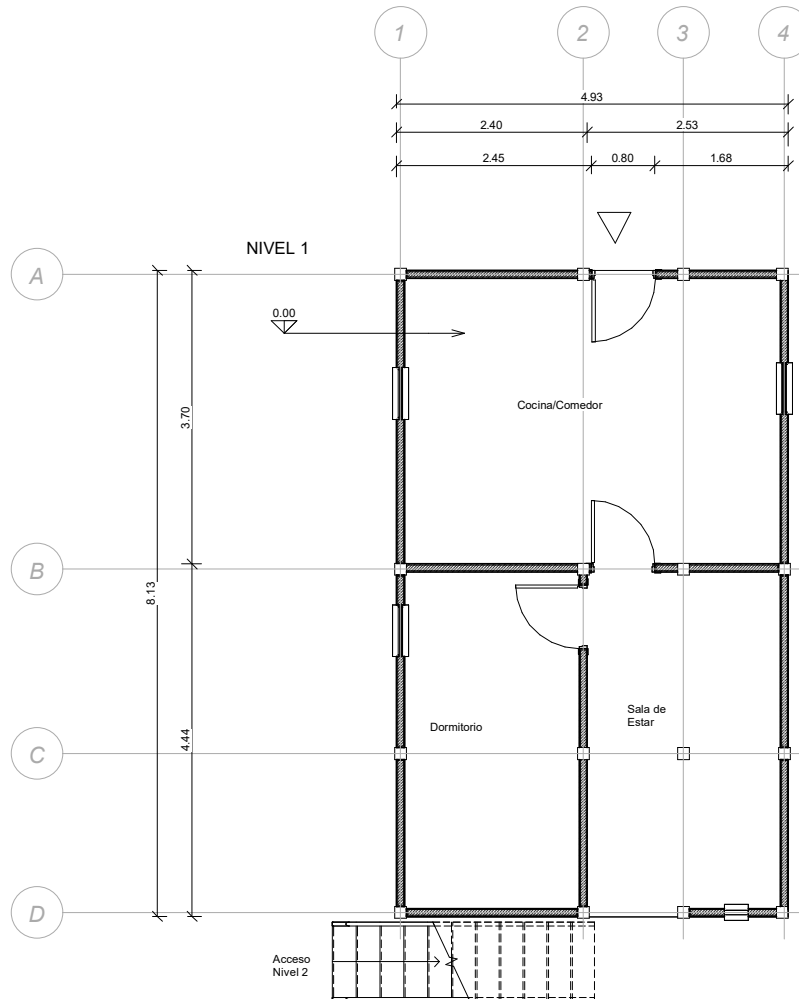 1
2
3
4
4.93
2.40
2.53
2.45
0.80
1.68
NIVEL 1
A
0.00
Cocina/Comedor
3.70
B
8.13
4.44
Sala de
Estar
Dormitorio
C
D
Acceso
Nivel 2